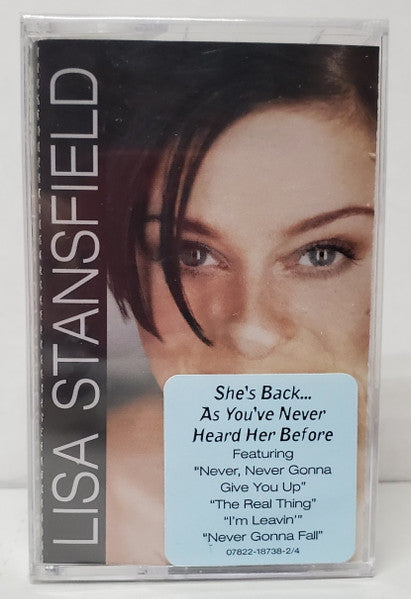 LISA STANSFIELD
She's Back...
As You've Never
Heard Her Before
Featuring
"Never, Never Gonna
Give You Up"
"The Real Thing"
"I'm Leavin'"
"Never Gonna Fall"
07822-18738-2/4